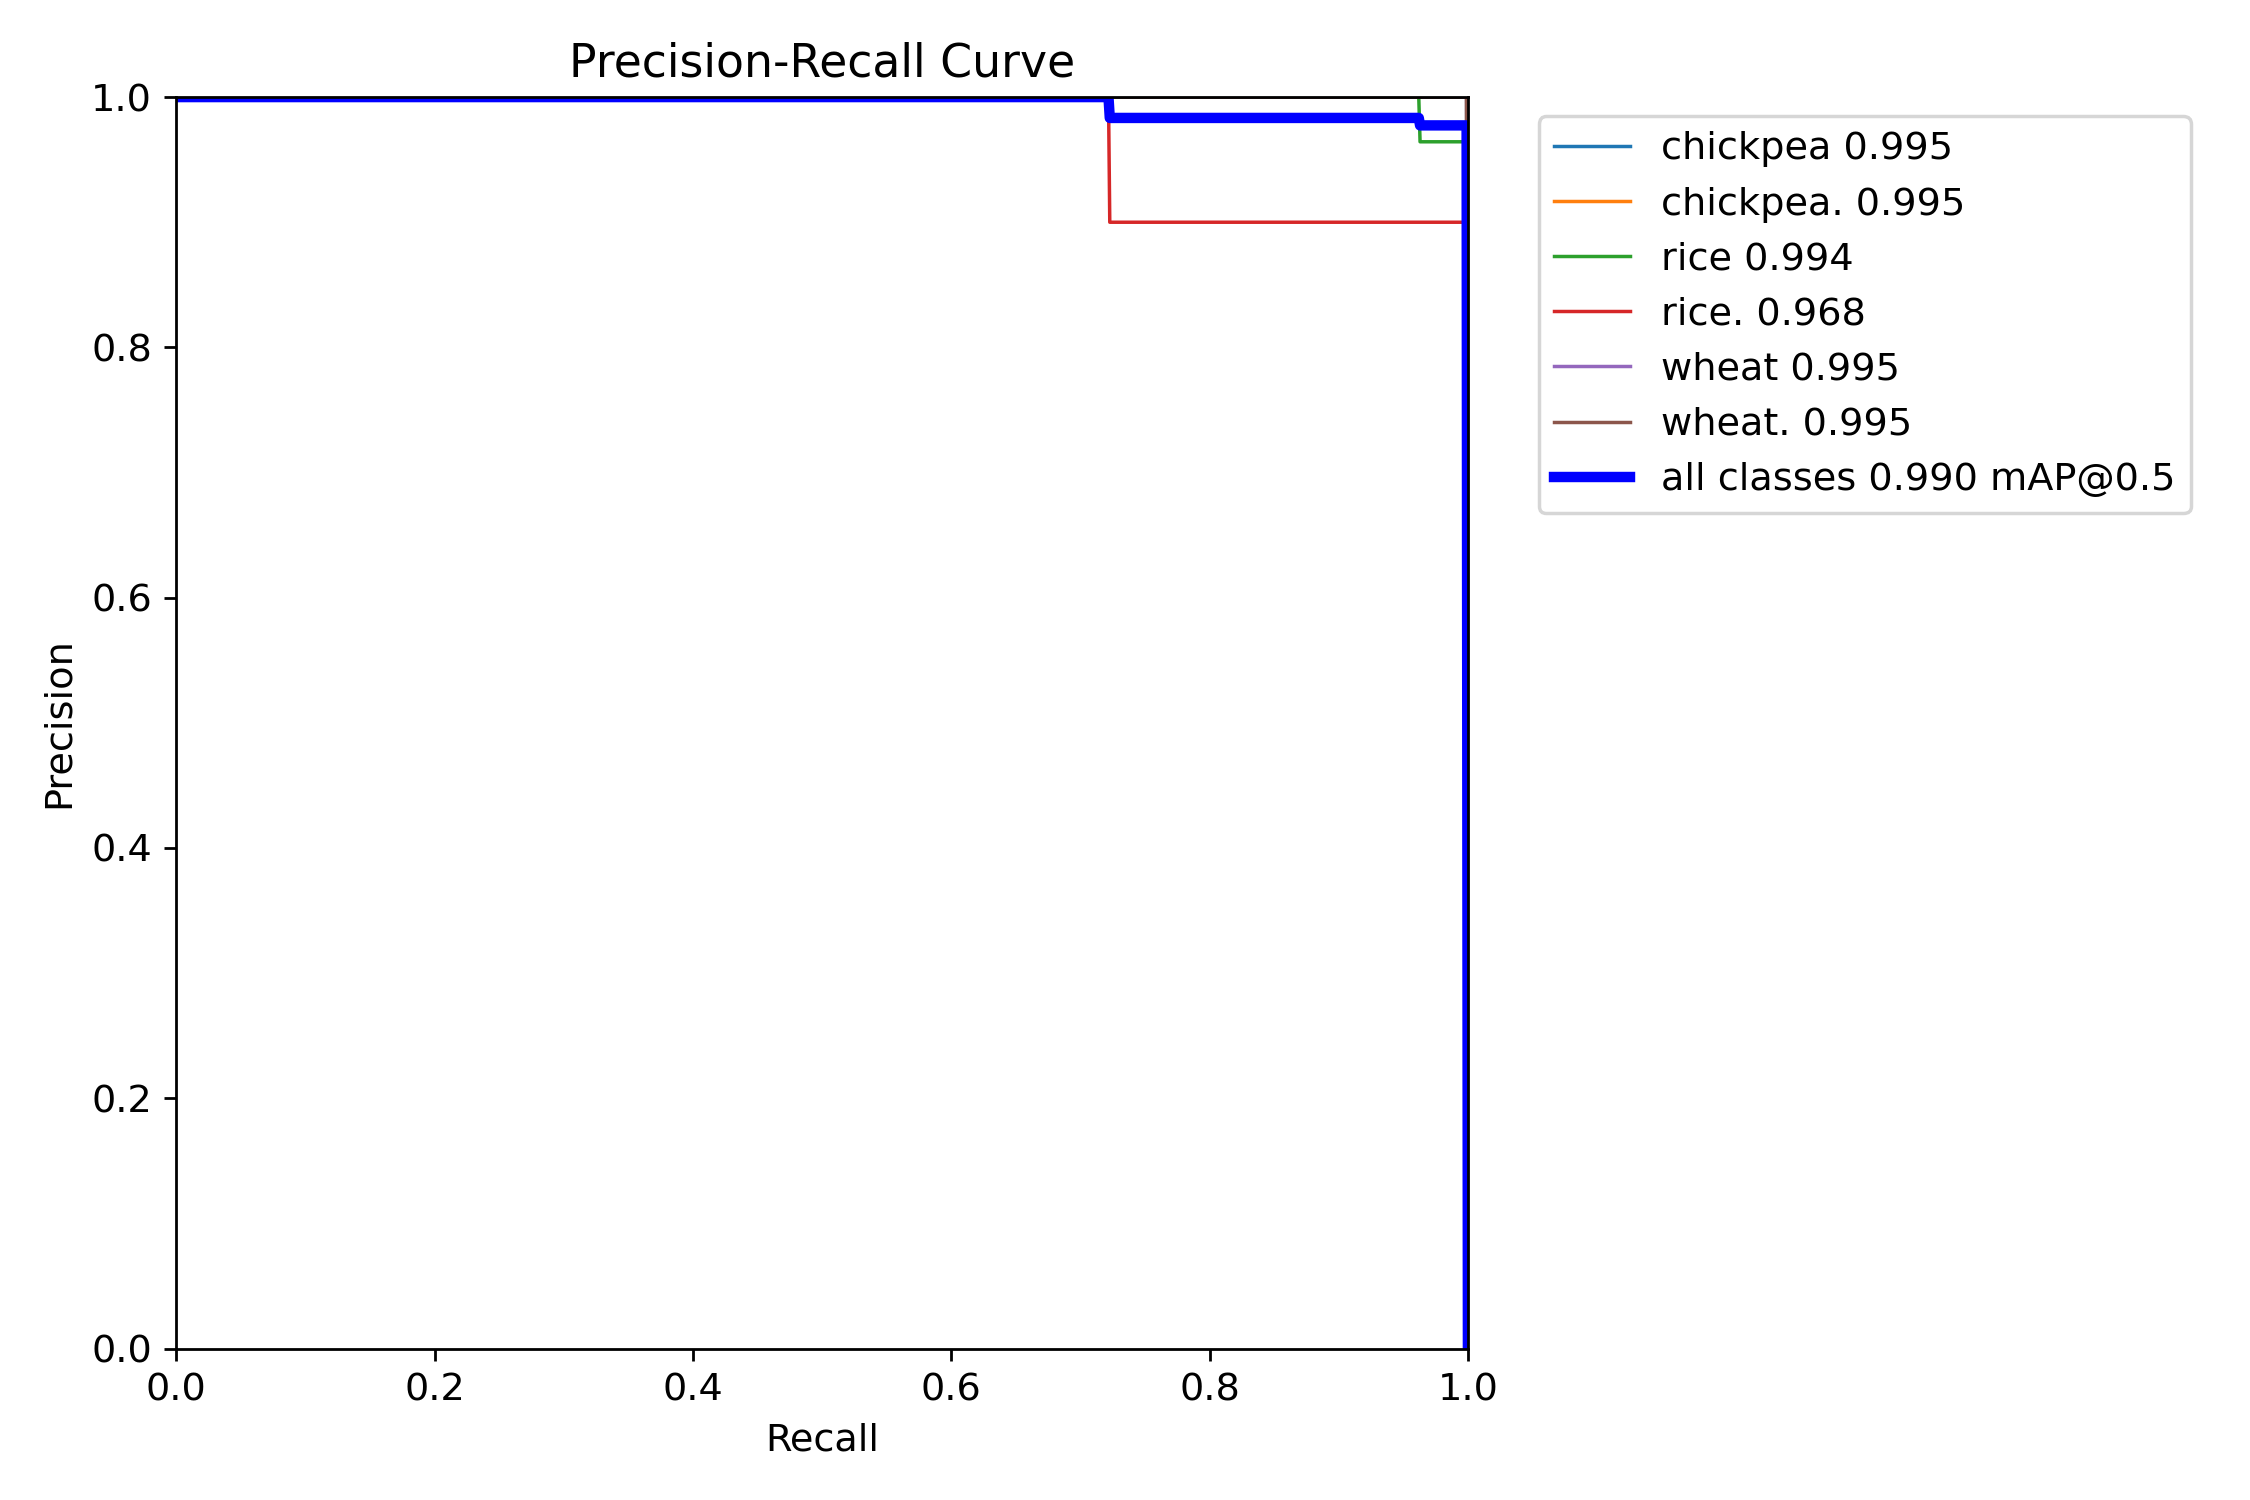 Precision-Recall Curve
1.0
0.8
0.6
0.4
0.2
0.0
Precision
0.0 0.2 0.4 0.6 0.8 1.0
Recall
chickpea 0.995
chickpea. 0.995
rice 0.994
rice. 0.968
wheat 0.995
wheat. 0.995
all classes 0.990 mAP@0.5